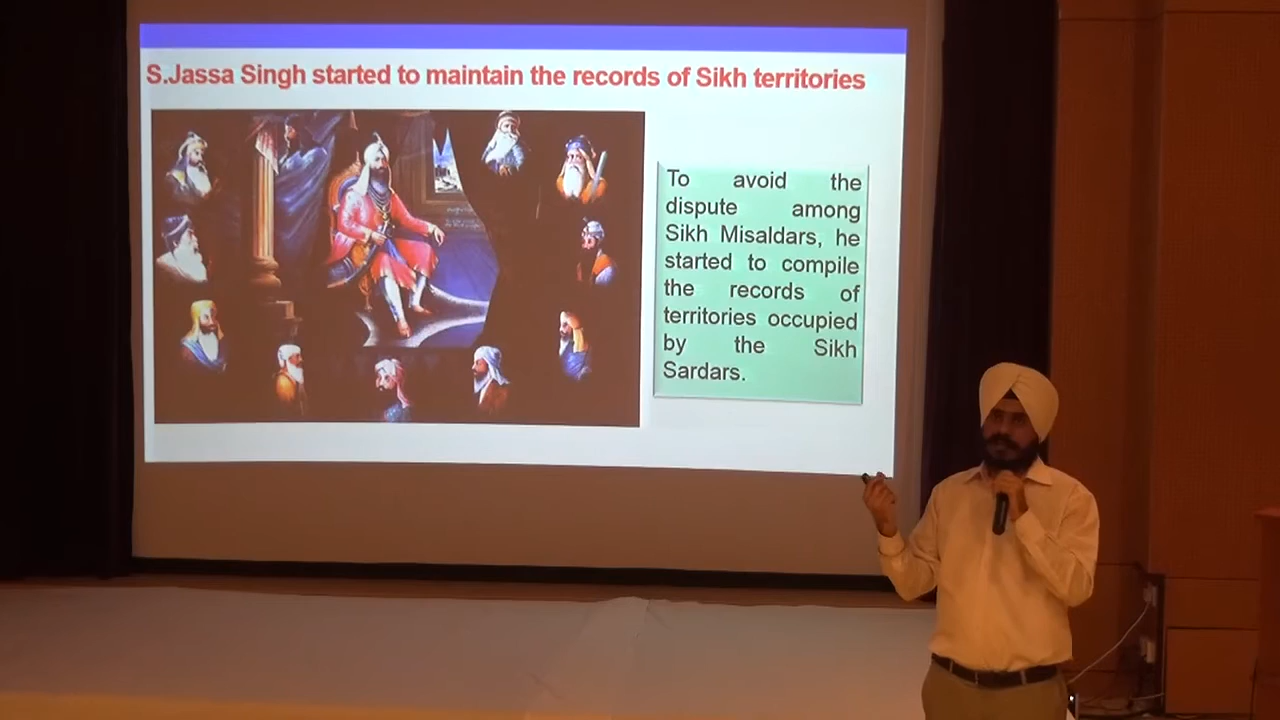 S.Jassa Singh started to maintain the records of Sikh territories
To avoid the
dispute among
Sikh Misaldars, he
started to compile
the records of
territories occupied
by the Sikh
Sardars.